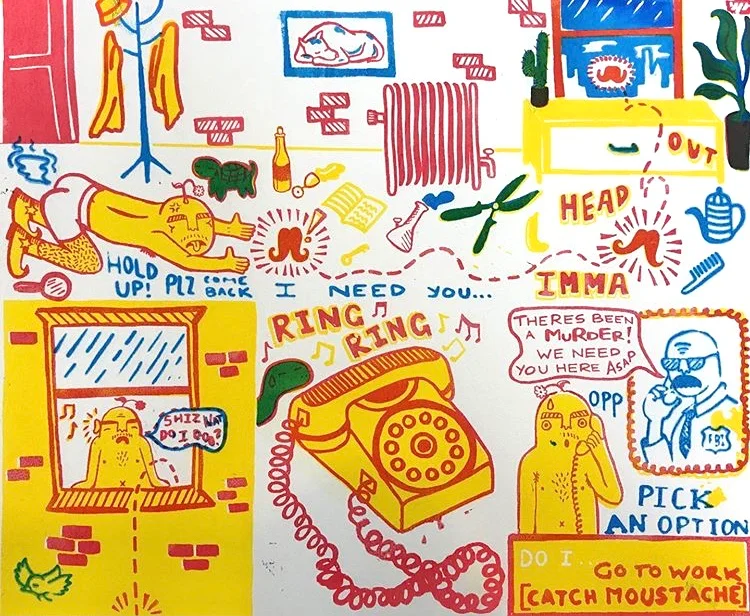 HOLD
UP! PLZ COME
BACK
I NEED YOU...
IMMA
HEAD
OUT
SHIZ WAT
DO I DO?
RING
RING
THERES BEEN
A MURDER!
WE NEED
YOU HERE ASAP
OPP
FBI
PICK
AN OPTION
DO I...
GO TO WORK
[CATCH MOUSTACHE]